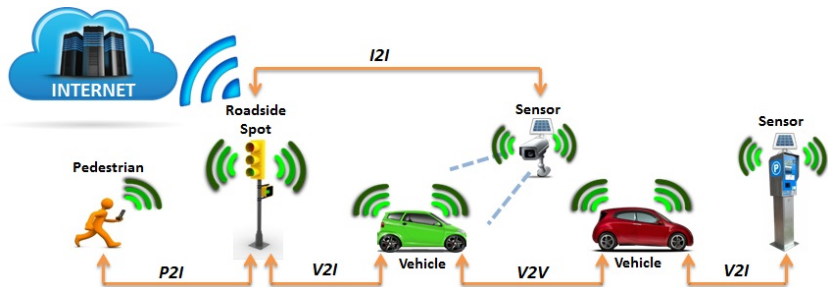 I2I
INTERNET
Roadside
Spot
Sensor
Sensor
Pedestrian
P
Vehicle
Vehicle
P2I
V2I
V2V
V2I